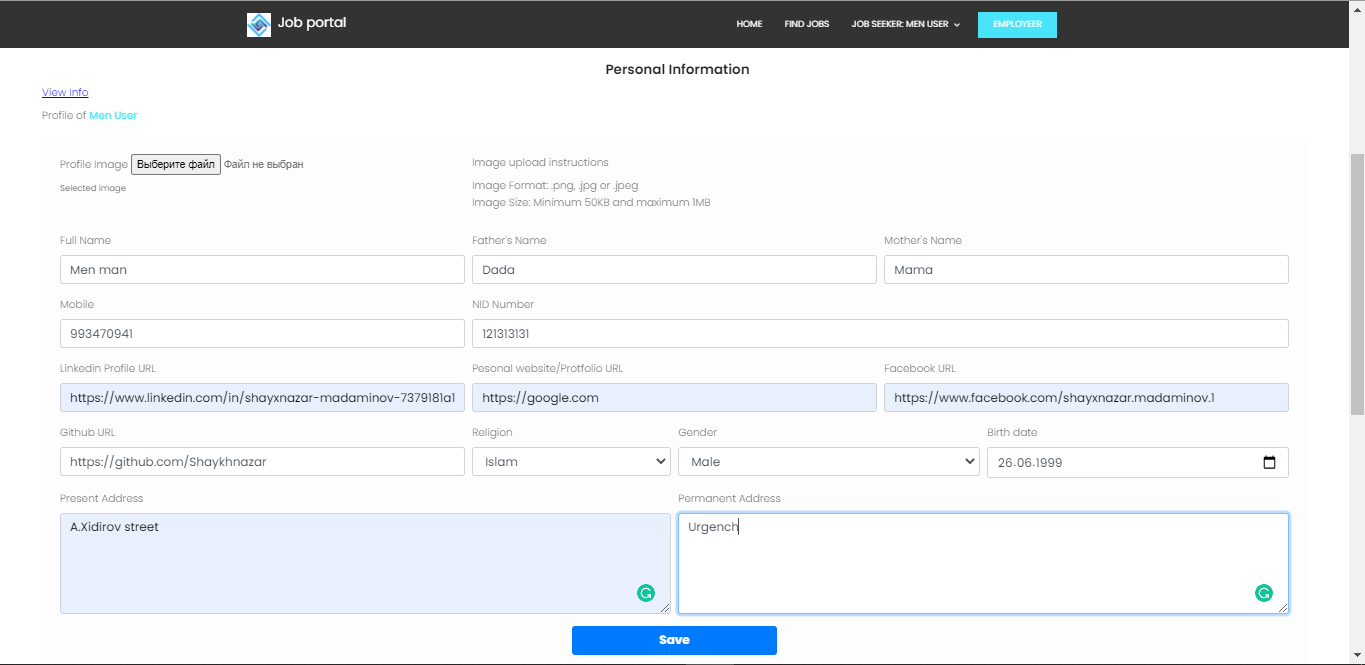 Job portal
HOME FIND JOBS JOB SEEKER: MEN USER EMPLOYEER
Personal Information
View Info
Profile of Men User
Profile Image Выберите файл Файл не выбран
Selected image
Image upload instructions
Image Format: .png, .jpg or .jpeg
Image Size: Minimum 50KB and maximum 1MB
Full Name Father's Name Mother's Name
Men man Dada Mama
Mobile NID Number
993470941 121313131
Linkedin Profile URL Pesonal website/Protfolio URL Facebook URL
https://www.linkedin.com/in/shayxnazar-madaminov-7379181a1 https://google.com https://www.facebook.com/shayxnazar.madaminov.1
Github URL Religion Gender Birth date
https://github.com/Shaykhnazar Islam Male 26.06.1999
Present Address Permanent Address
A.Xidirov street Urgench
Save